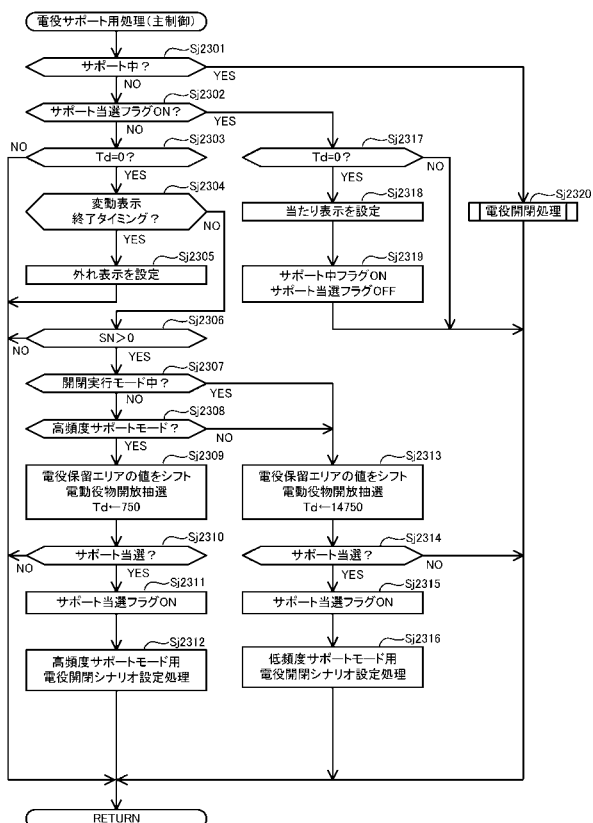 電役サポート用処理(主制御)
Sj2301
サポート中?
YES
NO
Sj2302
サポート当選フラグON?
YES
NO
Sj2303
NO
Td=0?
YES
Sj2304
変動表示
終了タイミング?
NO
YES
Sj2305
外れ表示を設定
Sj2317
Td=0?
NO
YES
Sj2318
当たり表示を設定
Sj2319
サポート中フラグON
サポート当選フラグOFF
Sj2320
電役開閉処理
Sj2306
SN>0
NO
YES
Sj2307
開閉実行モード中?
YES
NO
Sj2308
高頻度サポートモード?
NO
YES
Sj2309
電役保留エリアの値をシフト
電動役物開放抽選
Td←750
Sj2310
サポート当選?
NO
YES
Sj2311
サポート当選フラグON
Sj2312
高頻度サポートモード用
電役開閉シナリオ設定処理
Sj2313
電役保留エリアの値をシフト
電動役物開放抽選
Td←14750
Sj2314
サポート当選?
NO
YES
Sj2315
サポート当選フラグON
Sj2316
低頻度サポートモード用
電役開閉シナリオ設定処理
RETURN